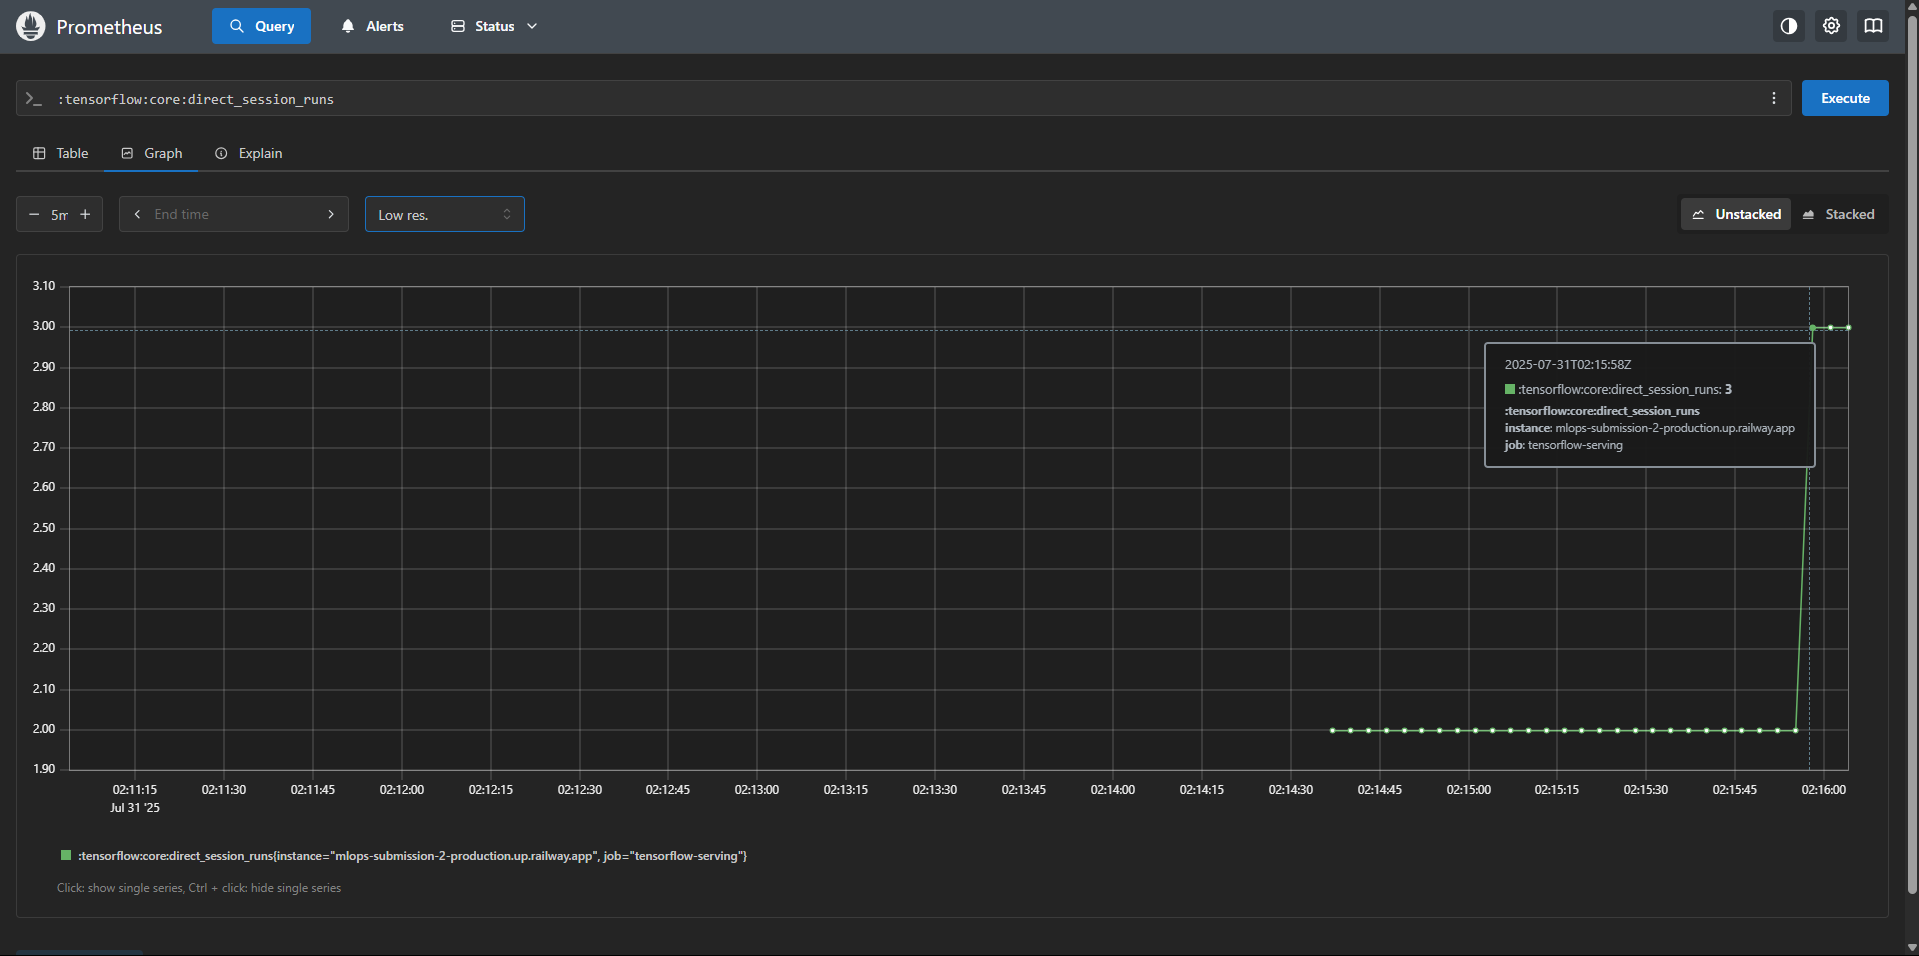 Prometheus Query Alerts Status
:tensorflow:core:direct_session_runs Execute
Table Graph Explain
5m End time Low res. Unstacked Stacked
3.10
3.00
2.90
2.80
2.70
2.60
2.50
2.40
2.30
2.20
2.10
2.00
1.90
2025-07-31T02:15:58Z
:tensorflow:core:direct_session_runs: 3
:tensorflow:core:direct_session_runs
instance: mlops-submission-2-production.up.railway.app
job: tensorflow-serving
02:11:15 02:11:30 02:11:45 02:12:00 02:12:15 02:12:30 02:12:45 02:13:00 02:13:15 02:13:30 02:13:45 02:14:00 02:14:15 02:14:30 02:14:45 02:15:00 02:15:15 02:15:30 02:15:45 02:16:00
Jul 31 '25
:tensorflow:core:direct_session_runs{instance="mlops-submission-2-production.up.railway.app", job="tensorflow-serving"}
Click: show single series, Ctrl + click: hide single series